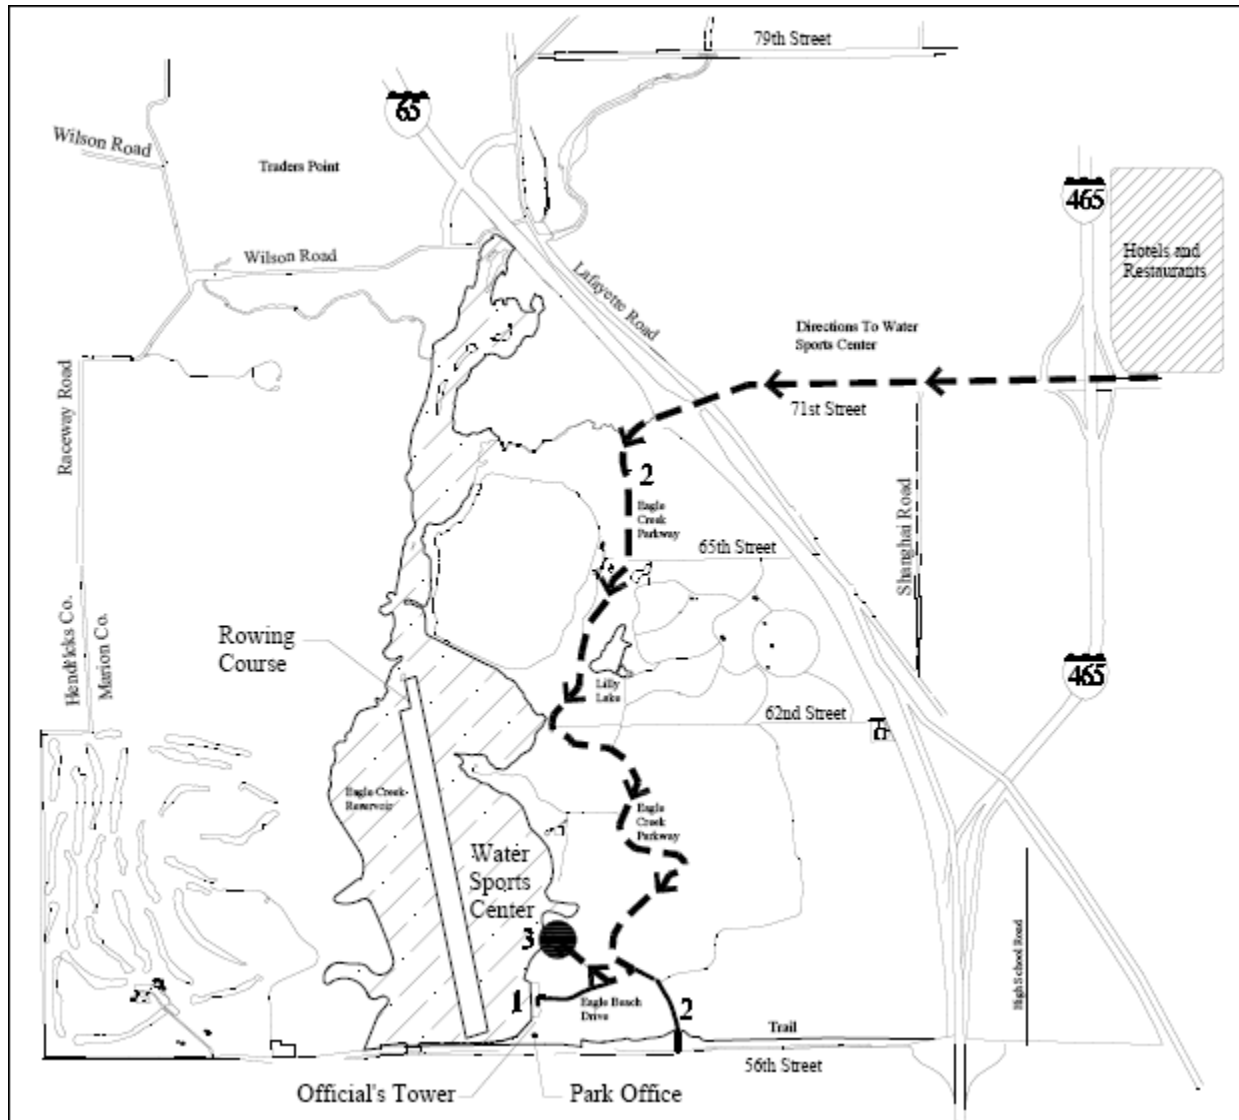 79th Street
65
Wilson Road
Traders Point
465
Hotels and
Restaurants
Wilson Road
Lafayette Road
Directions To Water
Sports Center
71st Street
Raceway Road
2
Eagle
Creek
Parkway
65th Street
Shanghai Road
Hendricks Co.
Marion Co.
Rowing
Course
Lilly
Lake
465
62nd Street
Eagle Creek
Reservoir
Eagle
Creek
Parkway
Water
Sports
Center
3
High School Road
1
Eagle Beach
Drive
2
Trail
56th Street
Official's Tower
Park Office